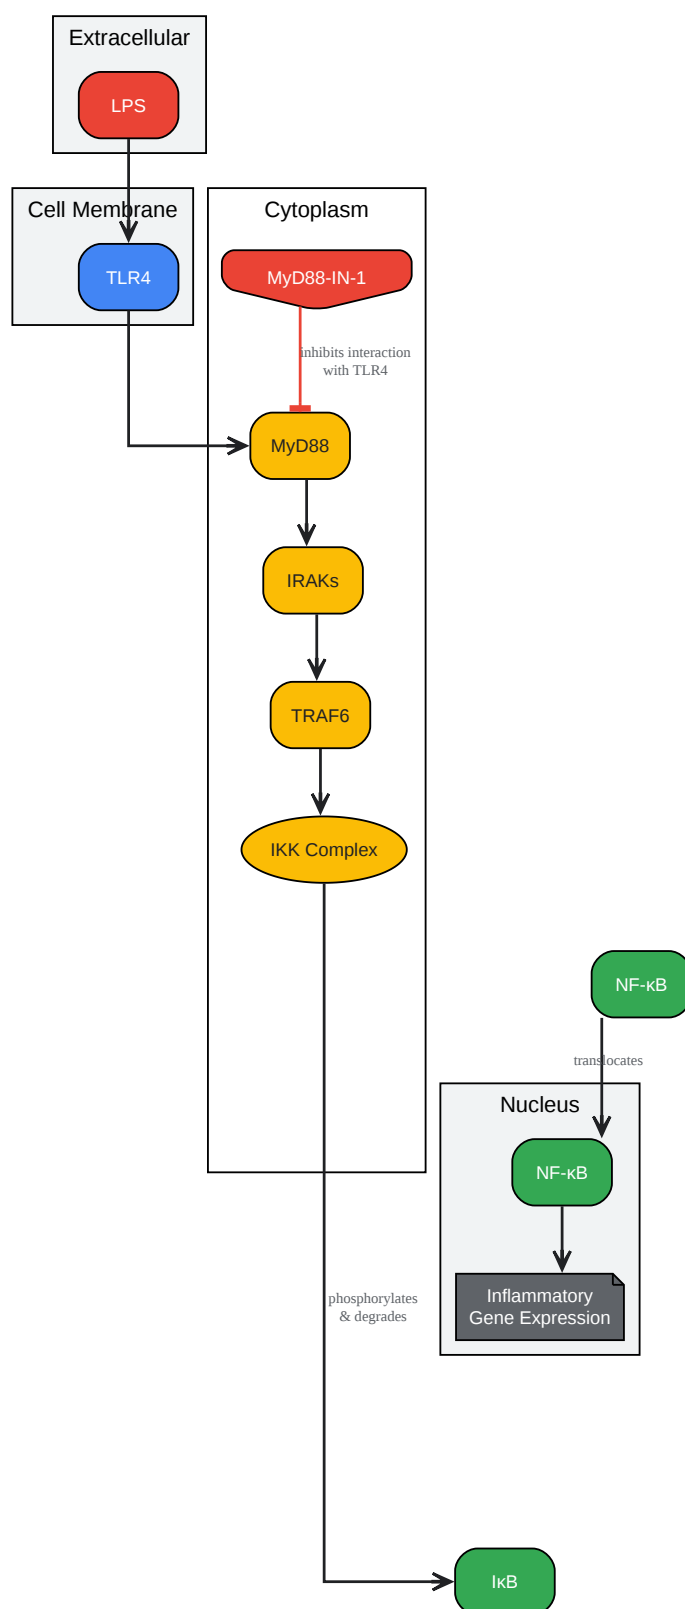 Extracellular
LPS
Cell Membrane
TLR4
Cytoplasm
MyD88-IN-1
inhibits interaction
with TLR4
MyD88
IRAKs
TRAF6
IKK Complex
NF-κB
translocates
Nucleus
NF-κB
Inflammatory
Gene Expression
phosphorylates
& degrades
IκB